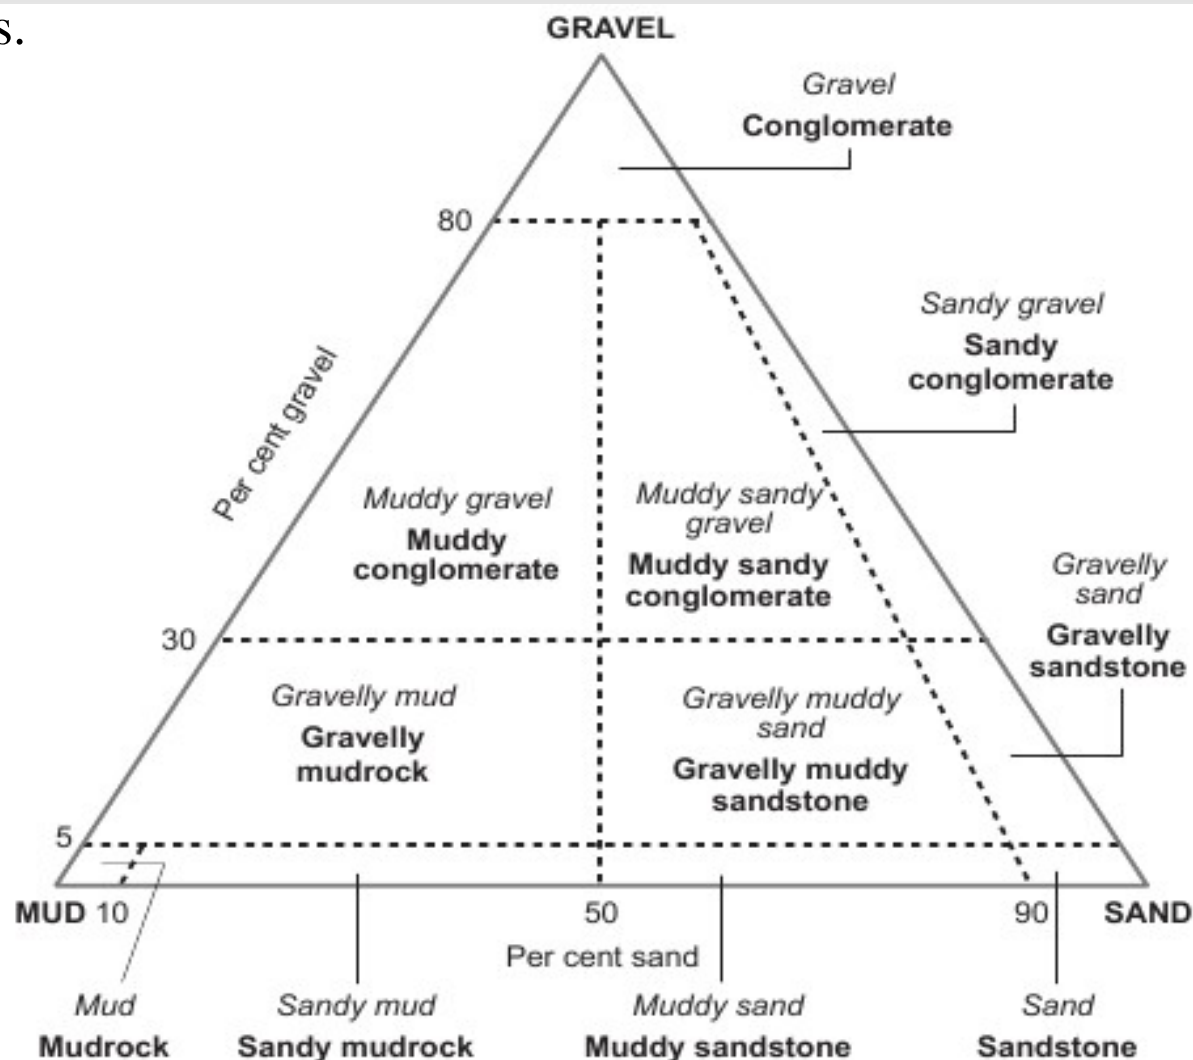 s.
GRAVEL
Gravel
Conglomerate
80
Sandy gravel
Sandy
conglomerate
Per cent gravel
Muddy gravel
Muddy
conglomerate
Muddy sandy
gravel
Muddy sandy
conglomerate
Gravelly
sand
Gravelly
sandstone
30
Gravelly mud
Gravelly
mudrock
Gravelly muddy
sand
Gravelly muddy
sandstone
5
MUD 10
50
90
SAND
Per cent sand
Mud
Mudrock
Sandy mud
Sandy mudrock
Muddy sand
Muddy sandstone
Sand
Sandstone